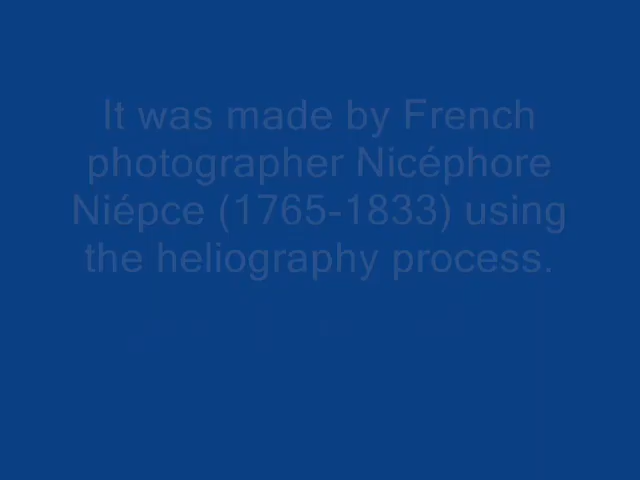 It was made by French
photographer Nicéphore
Niépce (1765-1833) using
the heliography process.